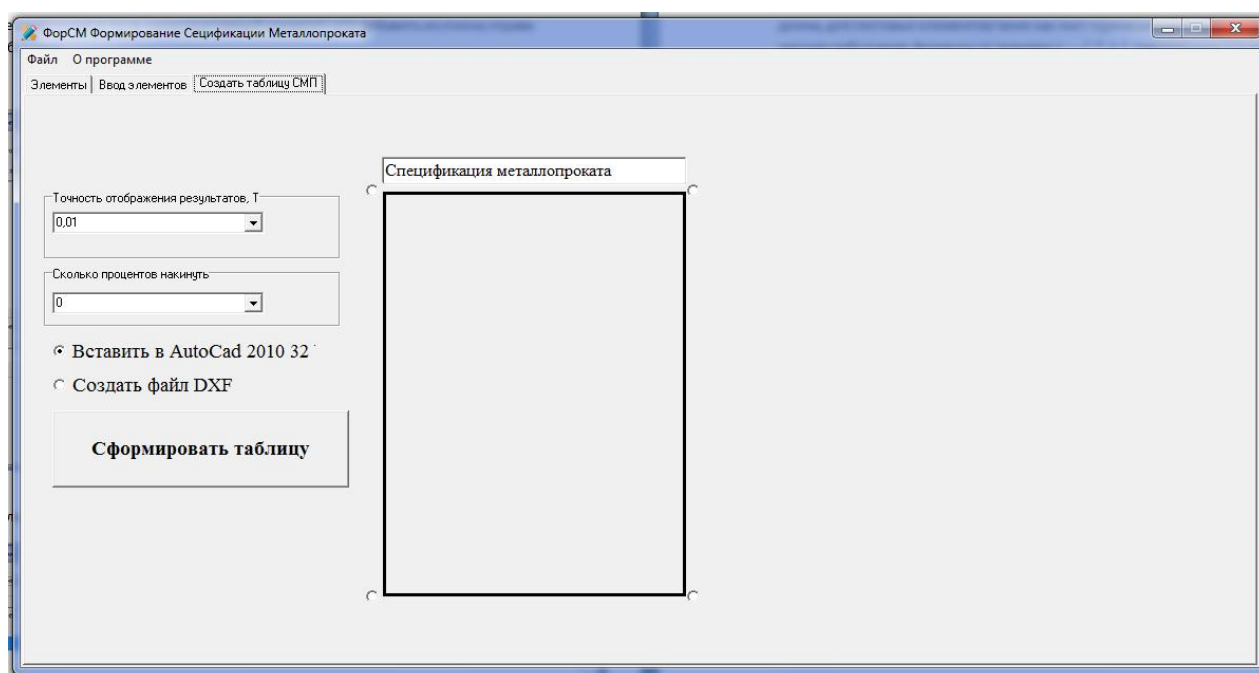 ФорСМ Формирование Сецификации Металлопроката
Файл О программе
Элементы Ввод элементов Создать таблицу СМП
Спецификация металлопроката
Точность отображения результатов, Т
0,01
Сколько процентов накинуть
0
Вставить в AutoCad 2010 32
Создать файл DXF
Сформировать таблицу